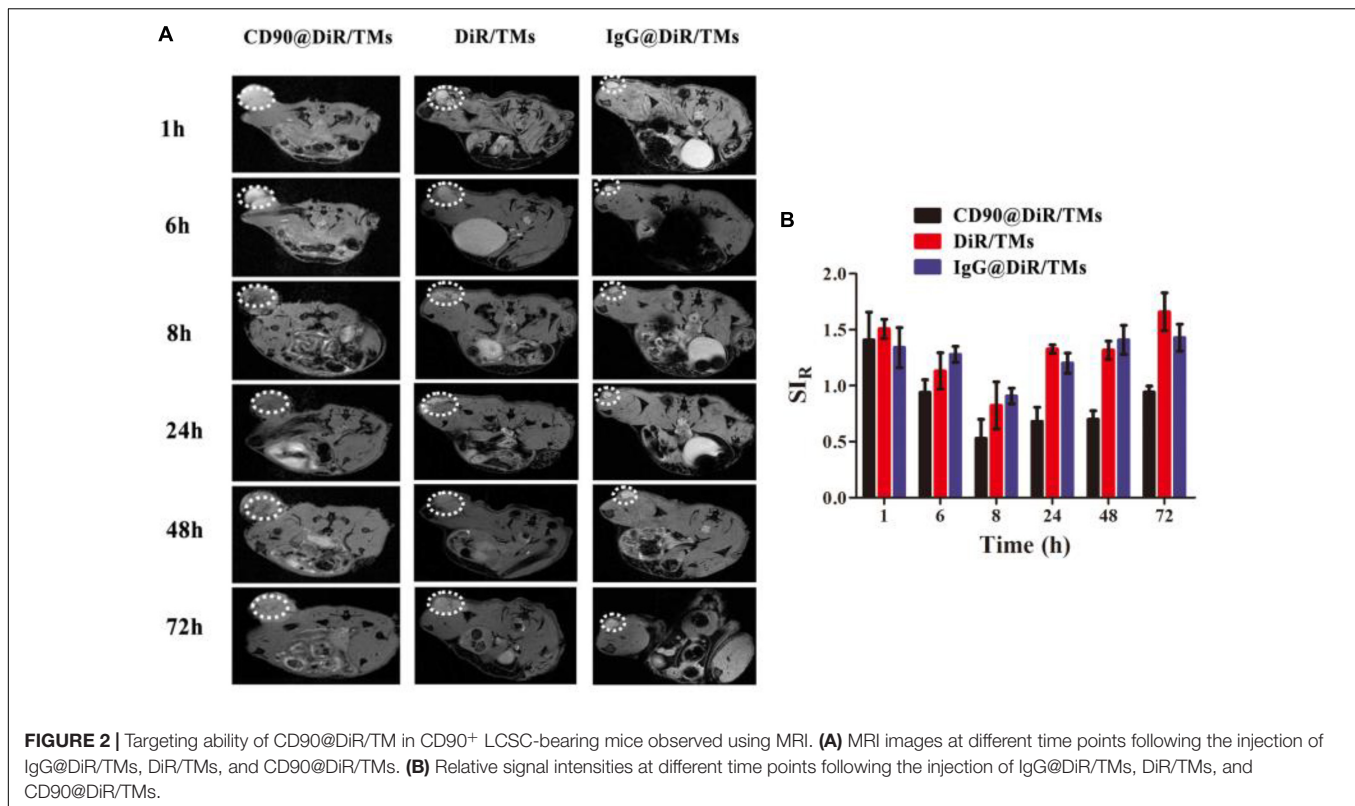 A
CD90@DiR/TMs DiR/TMs IgG@DiR/TMs
1h
6h
8h
24h
48h
72h
B
CD90@DiR/TMs
DiR/TMs
IgG@DiR/TMs
2.0
1.5
1.0
0.5
0.0
SI_R
1 6 8 24 48 72
Time (h)
FIGURE 2 | Targeting ability of CD90@DiR/TM in CD90⁺ LCSC-bearing mice observed using MRI. (A) MRI images at different time points following the injection of
IgG@DiR/TMs, DiR/TMs, and CD90@DiR/TMs. (B) Relative signal intensities at different time points following the injection of IgG@DiR/TMs, DiR/TMs, and
CD90@DiR/TMs.